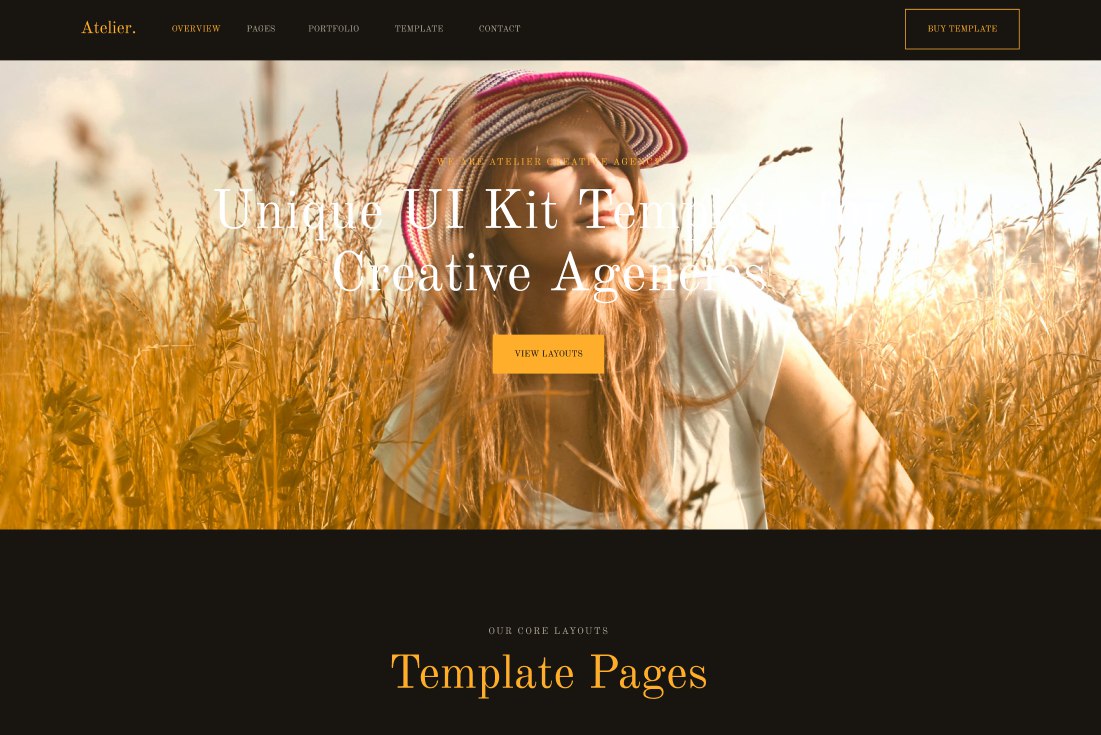 Atelier.
OVERVIEW PAGES PORTFOLIO TEMPLATE CONTACT
BUY TEMPLATE
WE ARE ATELIER CREATIVE AGENCY
Unique UI Kit Template
Creative Agencies
VIEW LAYOUTS
OUR CORE LAYOUTS
Template Pages